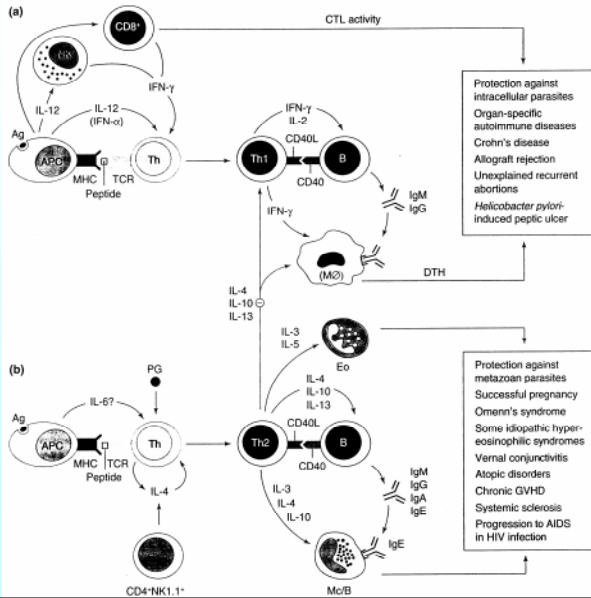 (a)
CD8+
CTL activity
NK
IFN-γ
IL-12
IL-12
(IFN-α)
IFN-γ
IL-2
Ag
APC
Th
Th1
CD40L
B
MHC
TCR
Peptide
CD40
IgM
IgG
IFN-γ
(MØ)
DTH
Protection against
intracellular parasites
Organ-specific
autoimmune diseases
Crohn's disease
Allograft rejection
Unexplained recurrent
abortions
Helicobacter pylori-
induced peptic ulcer
IL-4
IL-10
IL-13
IL-3
IL-5
Eo
(b)
PG
IL-6?
IL-4
IL-10
IL-13
Ag
APC
Th
Th2
CD40L
B
MHC
TCR
Peptide
CD40
IL-4
IL-3
IL-4
IL-10
IgM
IgG
IgA
IgE
IgE
CD4+NK1.1+
Mc/B
Protection against
metazoan parasites
Successful pregnancy
Omenn's syndrome
Some idiopathic hyper-
eosinophilic syndromes
Vernal conjunctivitis
Atopic disorders
Chronic GVHD
Systemic sclerosis
Progression to AIDS
in HIV infection